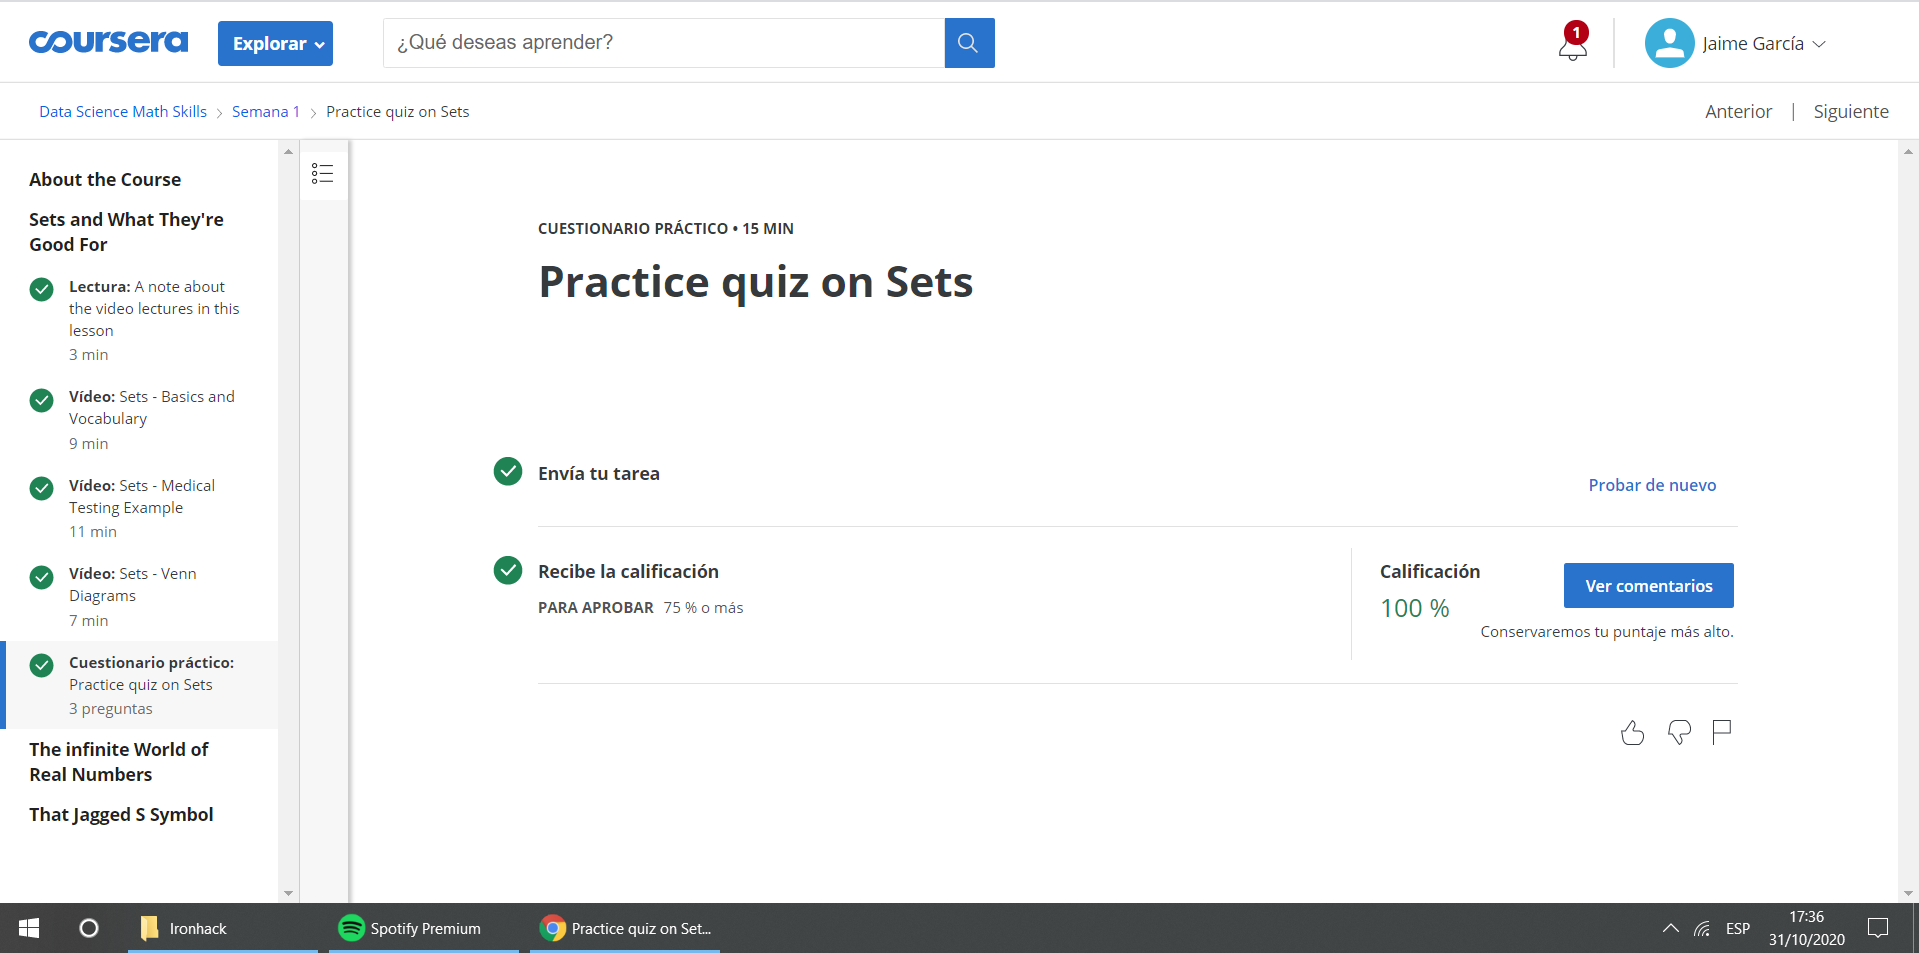 coursera
Explorar
¿Qué deseas aprender?
1
Jaime García
Data Science Math Skills
Semana 1
Practice quiz on Sets
Anterior | Siguiente
About the Course
Sets and What They're
Good For
Lectura: A note about
the video lectures in this
lesson
3 min
Vídeo: Sets - Basics and
Vocabulary
9 min
Vídeo: Sets - Medical
Testing Example
11 min
Vídeo: Sets - Venn
Diagrams
7 min
Cuestionario práctico:
Practice quiz on Sets
3 preguntas
The infinite World of
Real Numbers
That Jagged S Symbol
CUESTIONARIO PRÁCTICO • 15 MIN
Practice quiz on Sets
Envía tu tarea
Probar de nuevo
Recibe la calificación
PARA APROBAR 75 % o más
Calificación
100 %
Ver comentarios
Conservaremos tu puntaje más alto.
Ironhack
Spotify Premium
Practice quiz on Set...
ESP
17:36
31/10/2020